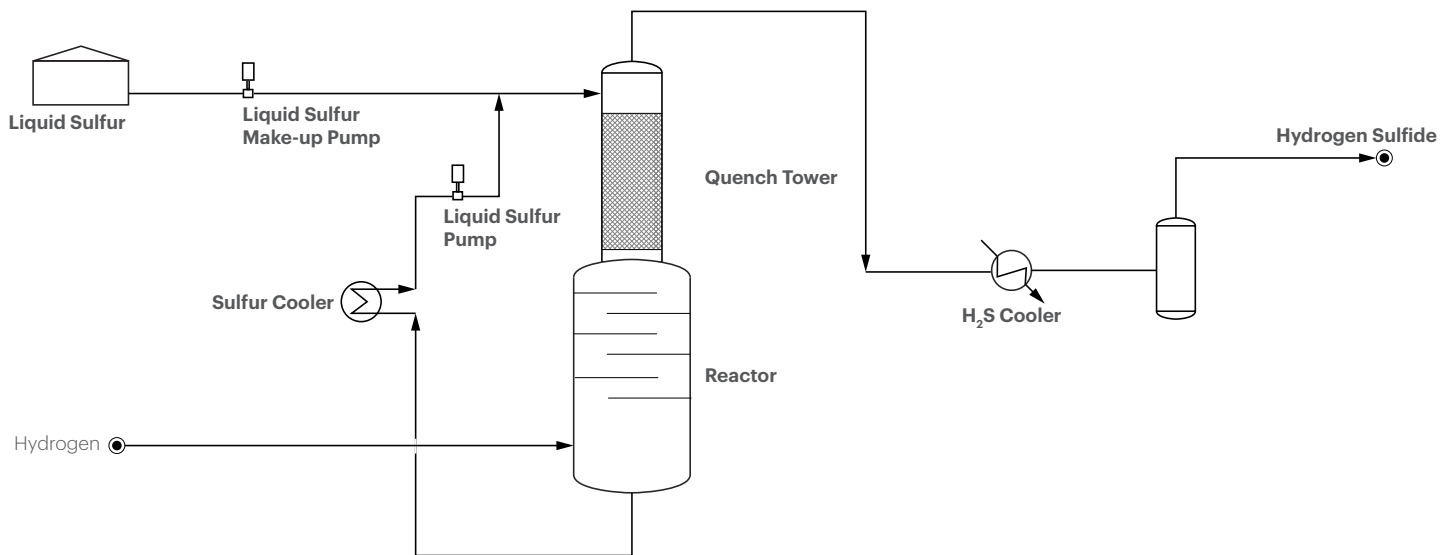 Liquid Sulfur
Liquid Sulfur
Make-up Pump
Hydrogen Sulfide
Quench Tower
Liquid Sulfur
Pump
Sulfur Cooler
H₂S Cooler
Reactor
Hydrogen